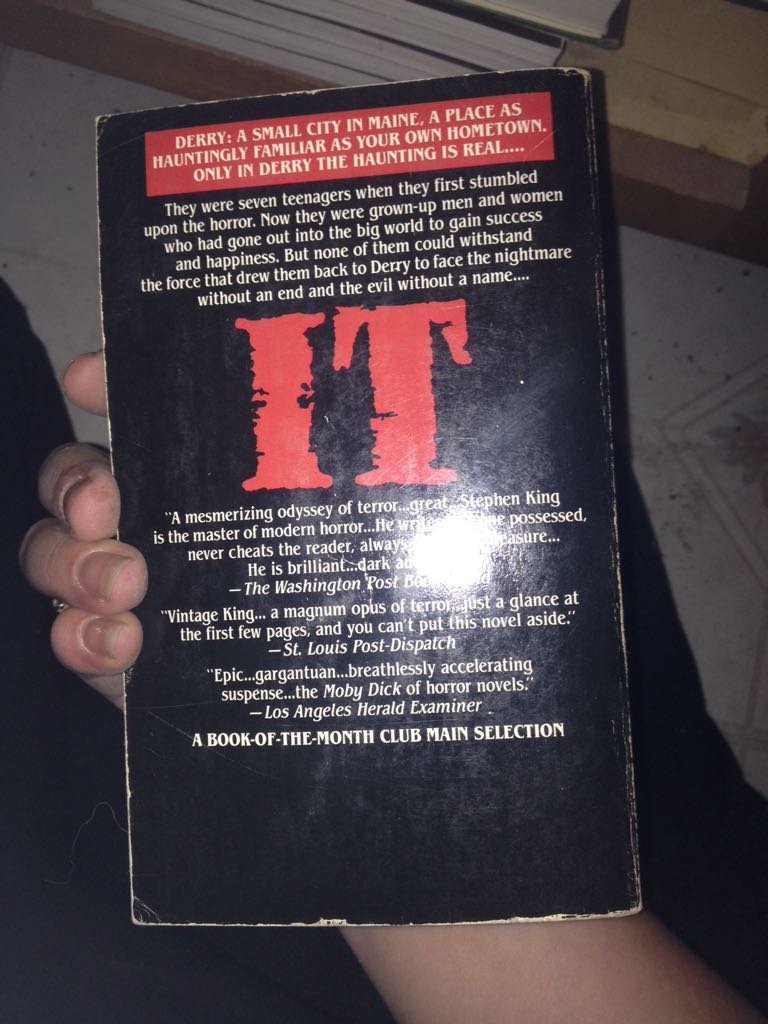 DERRY: A SMALL CITY IN MAINE, A PLACE AS
HAUNTINGLY FAMILIAR AS YOUR OWN HOMETOWN.
ONLY IN DERRY THE HAUNTING IS REAL....
They were seven teenagers when they first stumbled
upon the horror. Now they were grown-up men and women
who had gone out into the big world to gain success
and happiness. But none of them could withstand
the force that drew them back to Derry to face the nightmare
without an end and the evil without a name....
IT
"A mesmerizing odyssey of terror...great. Stephen King
is the master of modern horror...He possessed,
never cheats the reader, always
He is brilliant...dark
—The Washington Post
"Vintage King... a magnum opus of terror...just a glance at
the first few pages, and you can't put this novel aside."
—St. Louis Post-Dispatch
"Epic...gargantuan...breathlessly accelerating
suspense...the Moby Dick of horror novels."
—Los Angeles Herald Examiner
A BOOK-OF-THE-MONTH CLUB MAIN SELECTION